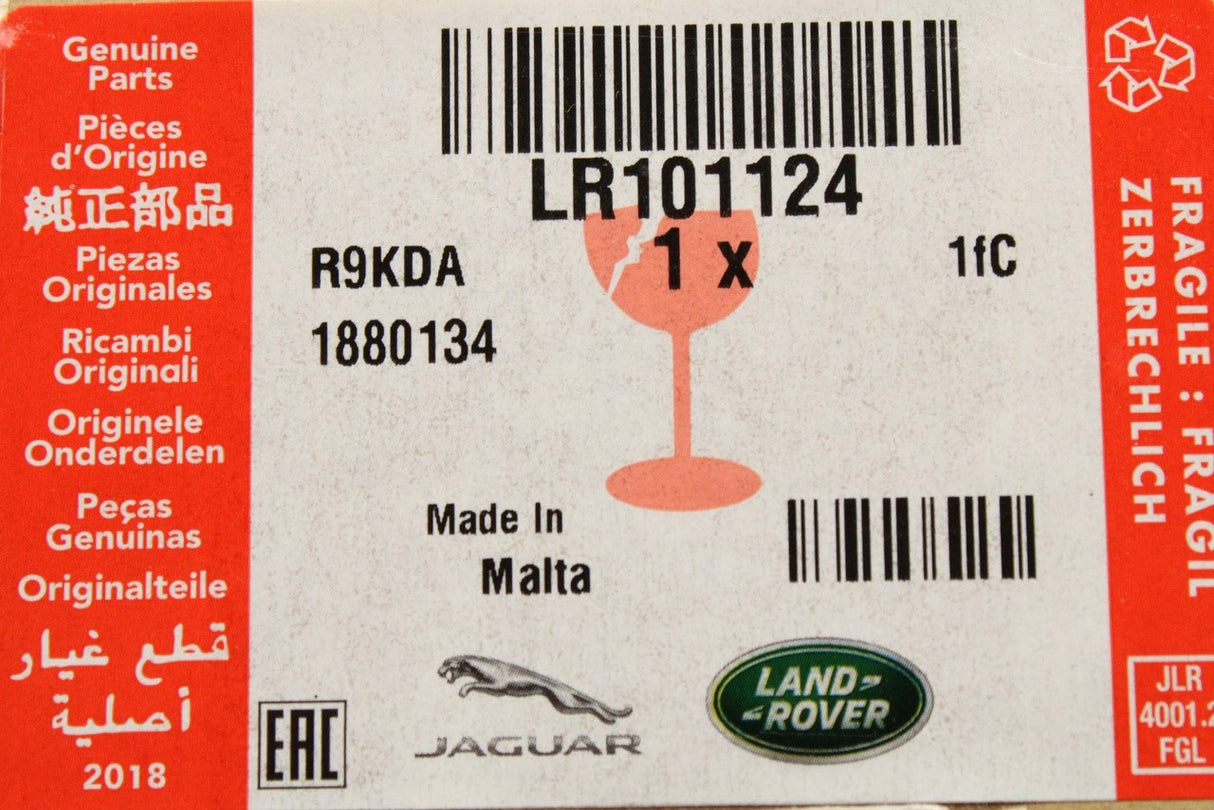 Genuine
Parts
Pièces
d'Origine
純正部品
Piezas
Originales
Ricambi
Originali
Originele
Onderdelen
Peças
Genuinas
Originalteile
قطع غيار
أصلية
2018
LR101124
1 x
R9KDA
1fC
1880134
Made In
Malta
EAC
JAGUAR
LAND-
-ROVER
FRAGILE : FRAGIL
ZERBRECHLICH
JLR
4001.2
FGL